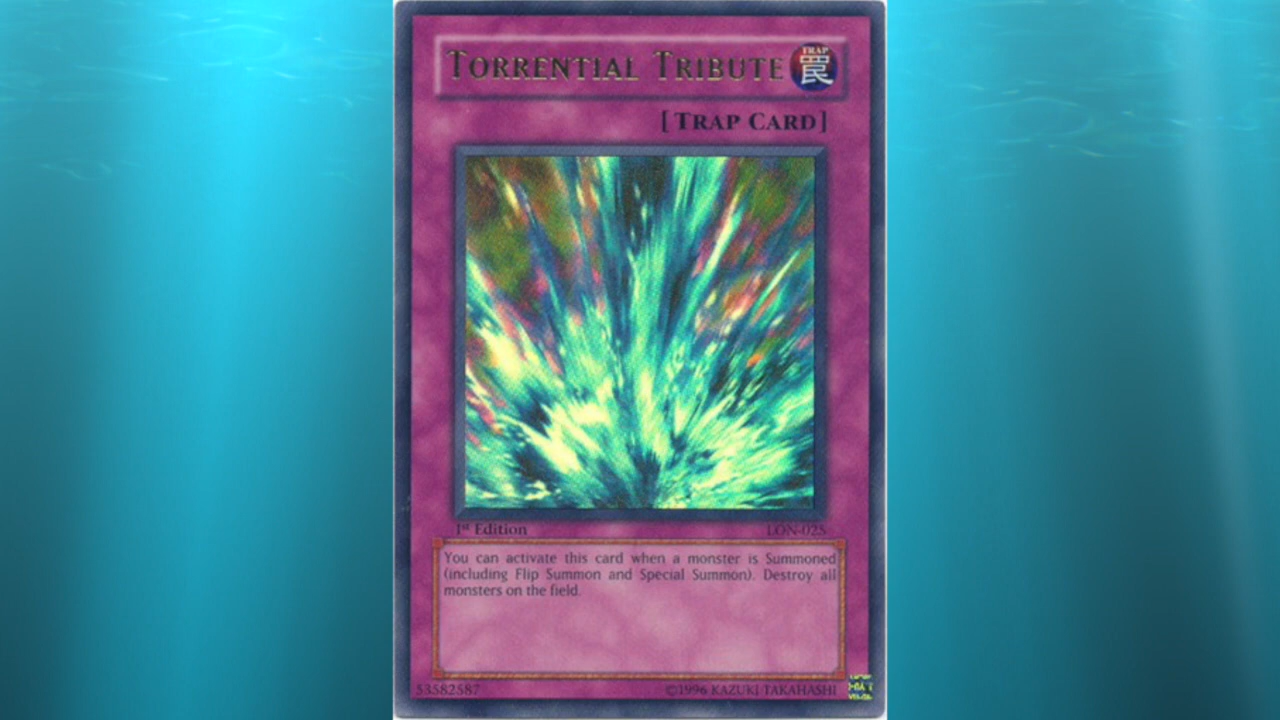 TORRENTIAL TRIBUTE
TRAP
罠
[TRAP CARD]
1st Edition
LON-025
You can activate this card when a monster is Summoned
(including Flip Summon and Special Summon). Destroy all
monsters on the field.
53582587
©1996 KAZUKI TAKAHASHI